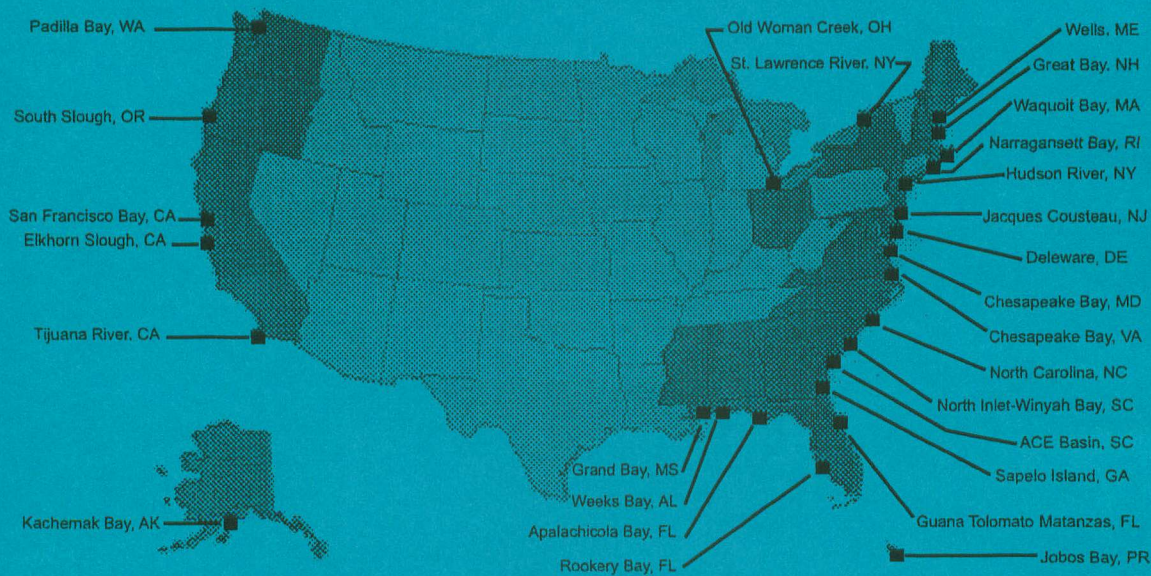 Padilla Bay, WA
South Slough, OR
San Francisco Bay, CA
Elkhorn Slough, CA
Tijuana River. CA
Kachemak Bay, AK
Old Woman Creek, OH
St. Lawrence River. NY
Wells, ME
Great Bay. NH
Waquoit Bay, MA
Narragansett Bay, RI
Hudson River, NY
Jacques Cousteau, NJ
Deleware, DE
Chesapeake Bay, MD
Chesapeake Bay, VA
North Carolina, NC
North Inlet-Winyah Bay, SC
ACE Basin, SC
Sapelo Island, GA
Guana Tolomato Matanzas, FL
Jobos Bay, PR
Grand Bay, MS
Weeks Bay, AL
Apalachicola Bay, FL
Rookery Bay, FL